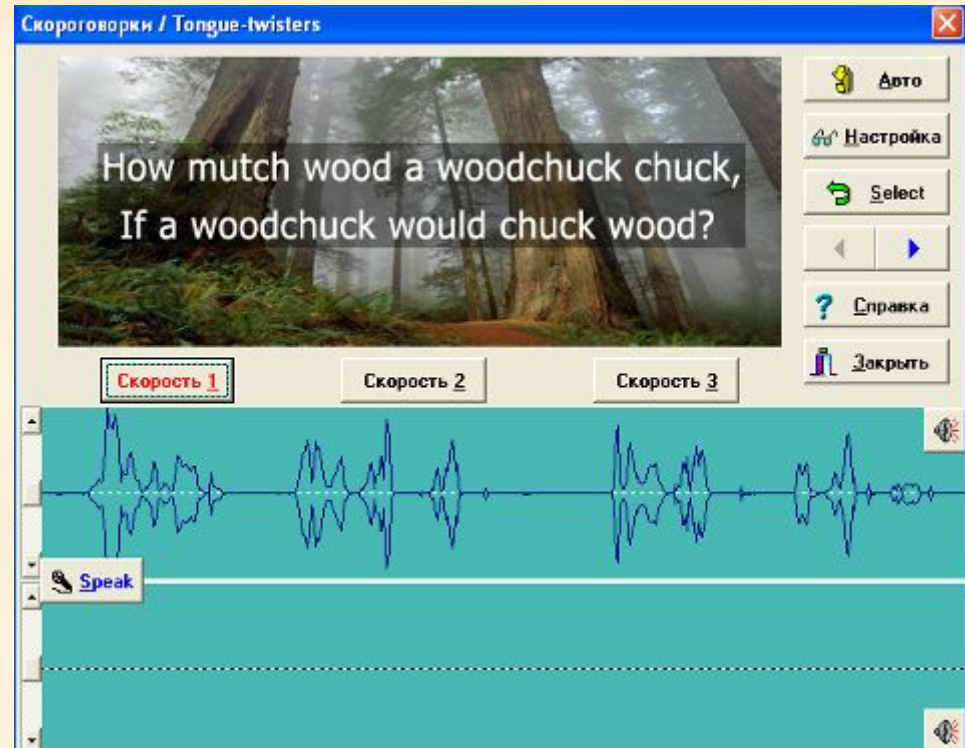 Скороговорки / Tongue-twisters
How mutch wood a woodchuck chuck,
If a woodchuck would chuck wood?
Авто
Настройка
Select
Справка
Закрыть
Скорость 1
Скорость 2
Скорость 3
Speak